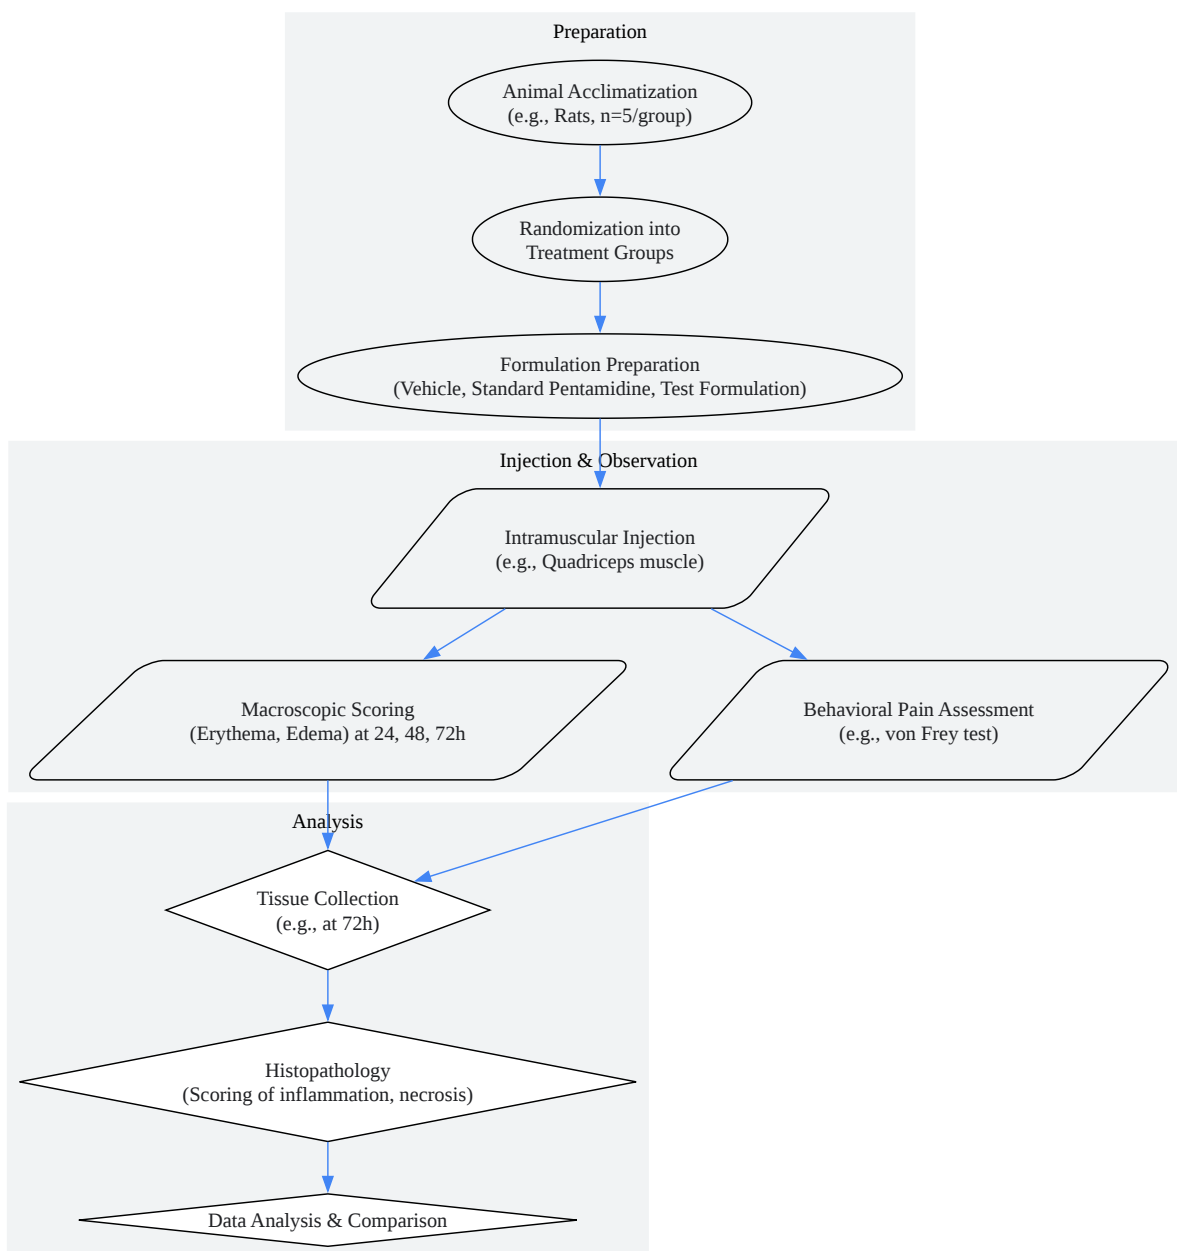 Preparation
Animal Acclimatization
(e.g., Rats, n=5/group)
Randomization into
Treatment Groups
Formulation Preparation
(Vehicle, Standard Pentamidine, Test Formulation)
Injection & Observation
Intramuscular Injection
(e.g., Quadriceps muscle)
Macroscopic Scoring
(Erythema, Edema) at 24, 48, 72h
Behavioral Pain Assessment
(e.g., von Frey test)
Analysis
Tissue Collection
(e.g., at 72h)
Histopathology
(Scoring of inflammation, necrosis)
Data Analysis & Comparison